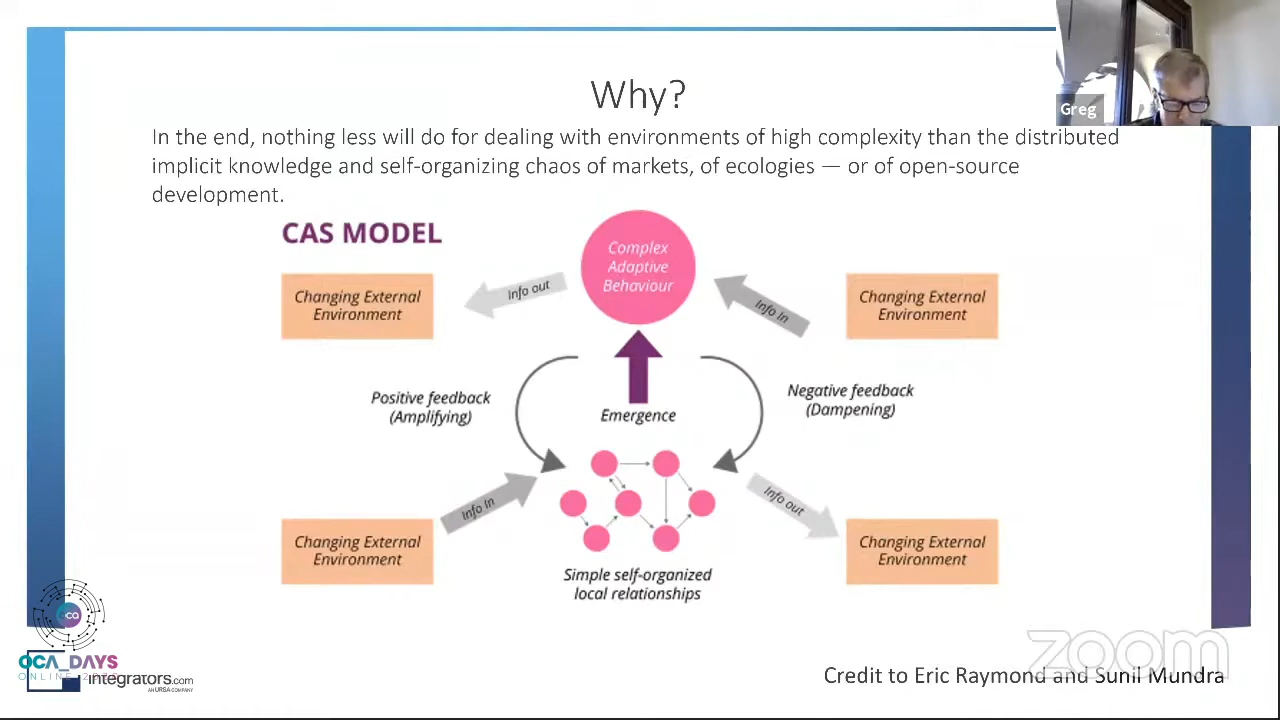 Greg
Why?
In the end, nothing less will do for dealing with environments of high complexity than the distributed
implicit knowledge and self-organizing chaos of markets, of ecologies — or of open-source
development.
CAS MODEL
Complex
Adaptive
Behaviour
Changing External
Environment
Info out
Info in
Changing External
Environment
Positive feedback
(Amplifying)
Emergence
Negative feedback
(Dampening)
Info in
Info out
Changing External
Environment
Changing External
Environment
Simple self-organized
local relationships
oca
OCA_DAYS
integrators.com
AN URSA COMPANY
zoom
Credit to Eric Raymond and Sunil Mundra